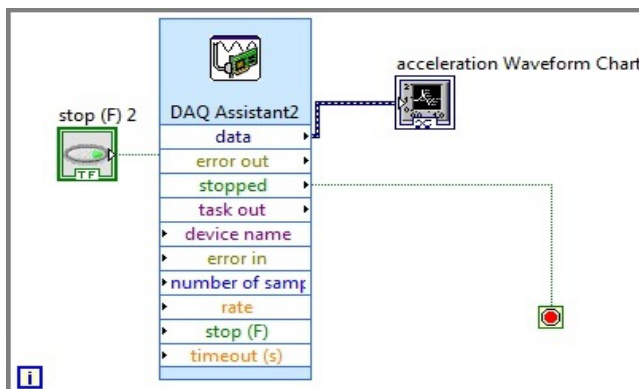 acceleration Waveform Chart
stop (F) 2
TF
DAQ Assistant2
data
error out
stopped
task out
device name
error in
number of samp
rate
stop (F)
timeout (s)
i